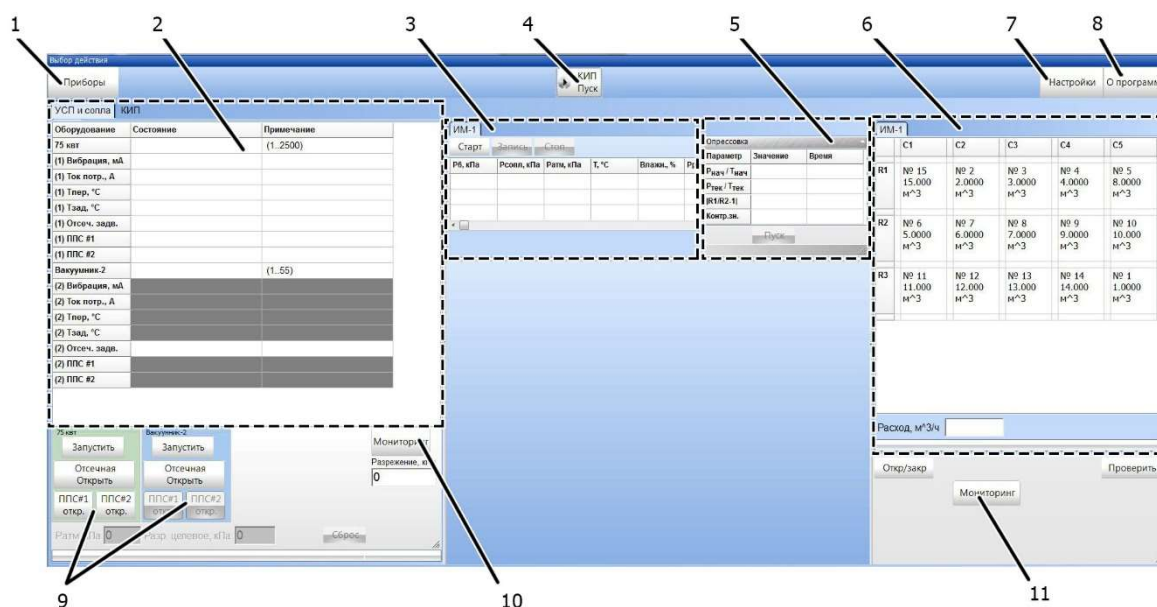 1
2
3
4
5
6
7
8
Выбор действия
Приборы
КИП
Пуск
Настройки
О програм
УСП и сопла
КИП
Оборудование Состояние Примечание
75 квт (1..2500)
(1) Вибрация, мА
(1) Ток потр., А
(1) Тпер, °C
(1) Тзад, °C
(1) Отсеч. задв.
(1) ППС #1
(1) ППС #2
Вакуумник-2 (1..55)
(2) Вибрация, мА
(2) Ток потр., А
(2) Тпер, °C
(2) Тзад, °C
(2) Отсеч. задв.
(2) ППС #1
(2) ППС #2
ИМ-1
Старт Запись Стоп
Рб, кПа Рсопл, кПа Ратм, кПа Т, °C Влажн., %
Опрессовка
Параметр Значение Время
Рнач / Tнач
Ртек / Ттек
|R1/R2-1|
Контр.зн.
Пуск
ИМ-1
C1 C2 C3 C4 C5
R1 № 15 № 2 № 3 № 4 № 5
15.000 2.0000 3.0000 4.0000 8.0000
м^3 м^3 м^3 м^3 м^3
R2 № 6 № 7 № 8 № 9 № 10
5.0000 6.0000 7.0000 9.0000 10.000
м^3 м^3 м^3 м^3 м^3
R3 № 11 № 12 № 13 № 14 № 1
11.000 12.000 13.000 14.000 1.0000
м^3 м^3 м^3 м^3 м^3
Расход, м^3/ч
Откр/закр
Проверить
Мониторинг
75 квт
Запустить
Отсечная
Открыть
ППС#1 ППС#2
откр. откр.
Вакуумник-2
Запустить
Отсечная
Открыть
ППС#1 ППС#2
откр. откр.
Мониторинг
Разрежение, к
0
0
Разр. целевое, кПа 0
Сброс
9
10
11